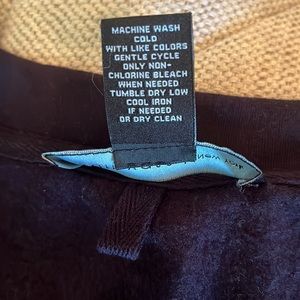 MACHINE WASH
COLD
WITH LIKE COLORS
GENTLE CYCLE
ONLY NON-
CHLORINE BLEACH
WHEN NEEDED
TUMBLE DRY LOW
COOL IRON
IF NEEDED
OR DRY CLEAN